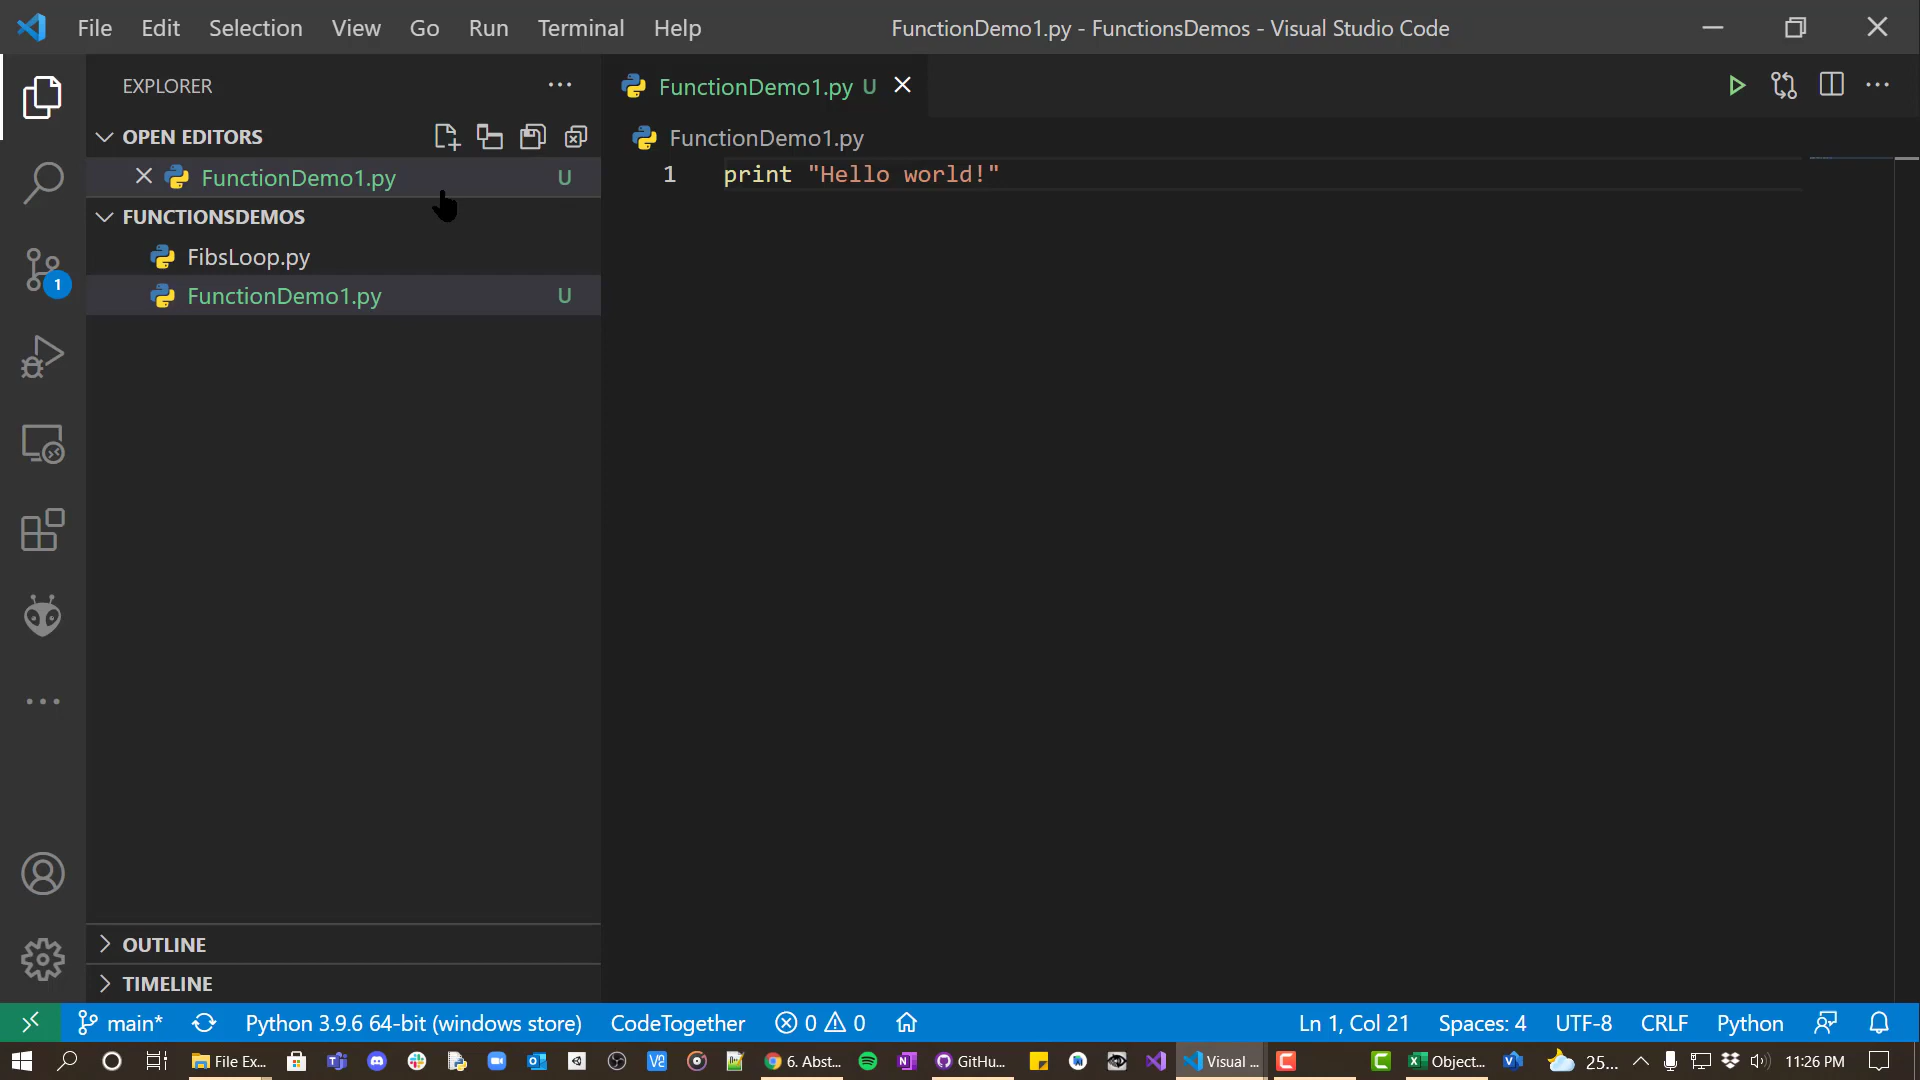 File Edit Selection View Go Run Terminal Help FunctionDemo1.py - FunctionsDemos - Visual Studio Code
EXPLORER
FunctionDemo1.py U
OPEN EDITORS
FunctionDemo1.py
FunctionDemo1.py U
1 print "Hello world!"
FUNCTIONSDEMOS
FibsLoop.py
FunctionDemo1.py U
1
OUTLINE
TIMELINE
main* Python 3.9.6 64-bit (windows store) CodeTogether 0 0 Ln 1, Col 21 Spaces: 4 UTF-8 CRLF Python
File Ex... 6. Abst... GitHu... Visual ... Object... 25... 11:26 PM